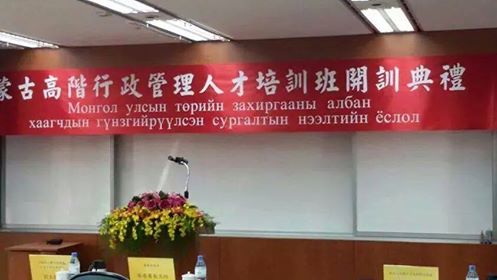 蒙古高階行政管理人才培訓班開訓典禮
Монгол улсын төрийн захиргааны албан
хаагчдын гүнзгийрүүлсэн сургалтын нээлтийн ёслол